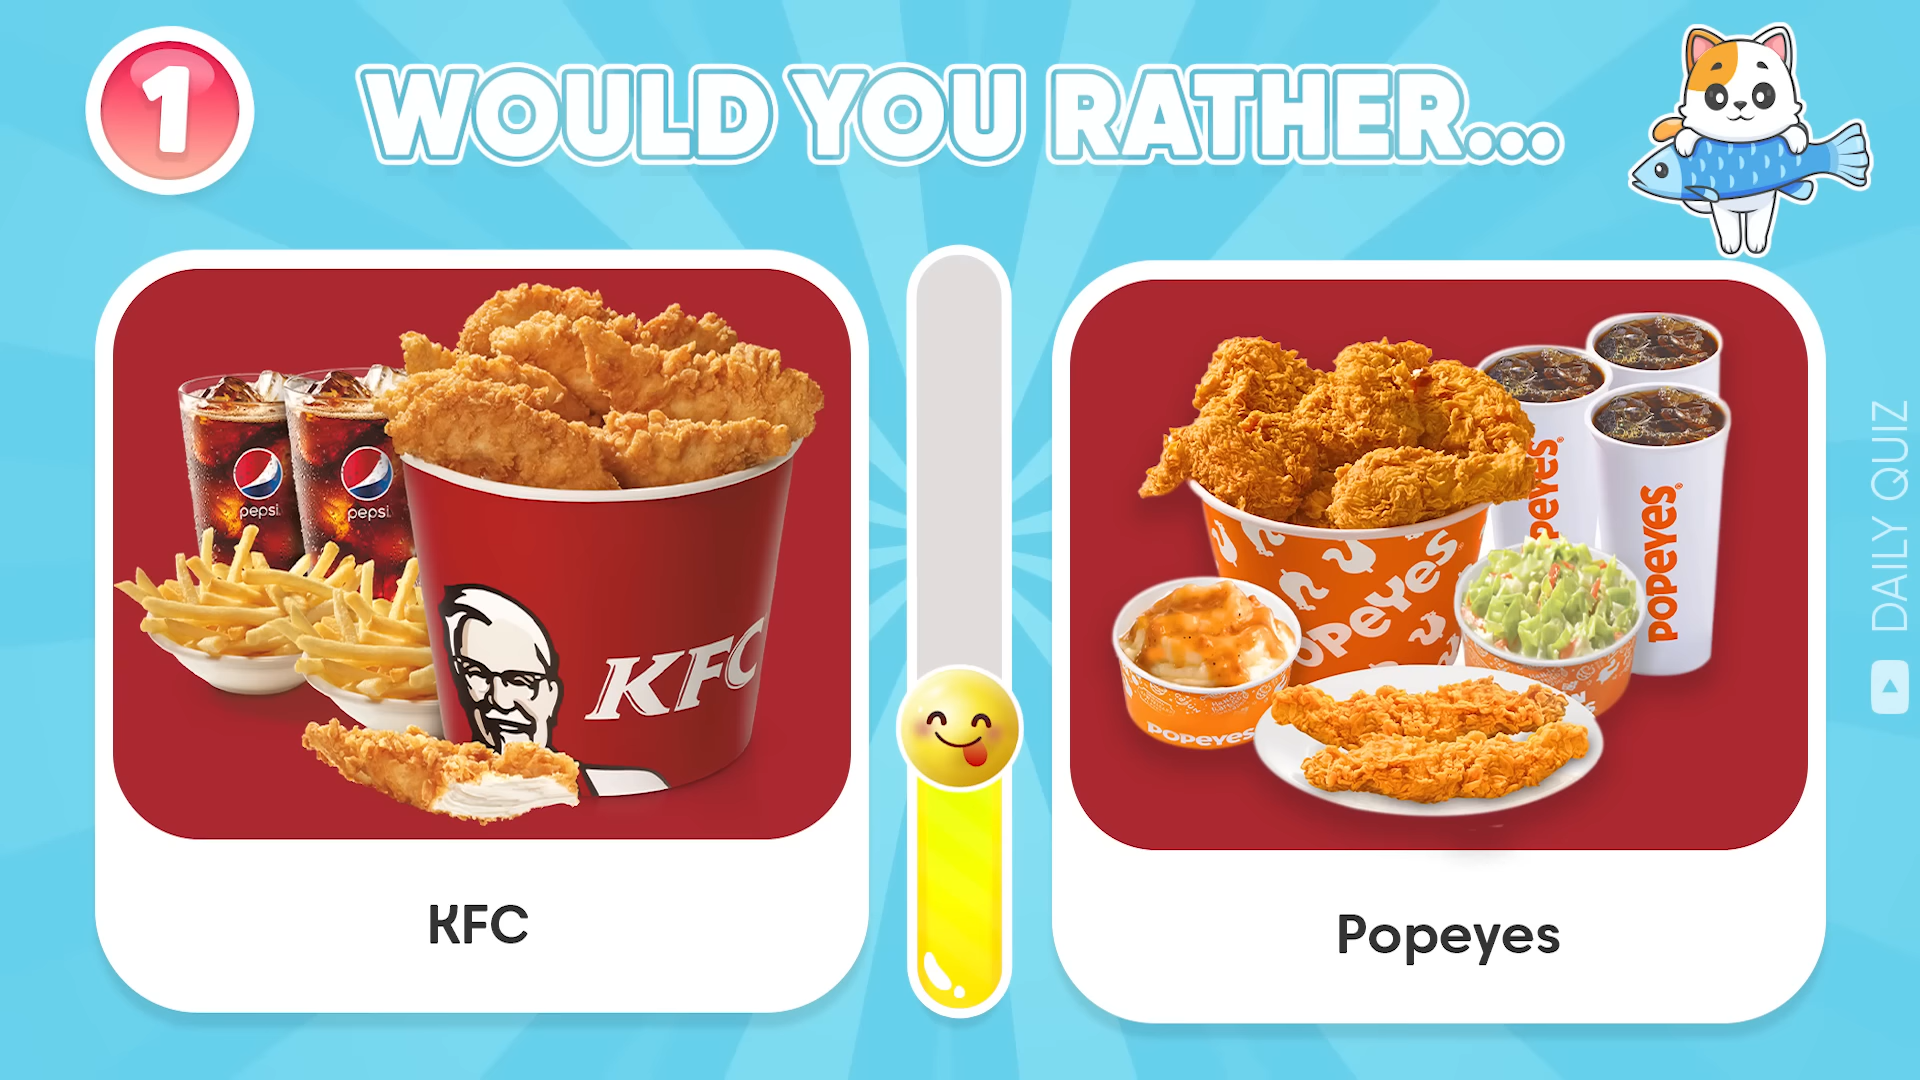 1
WOULD YOU RATHER...
pepsi
pepsi
KFC
POPEYES
POPEYES
POPEYES
KFC
Popeyes
DAILY QUIZ